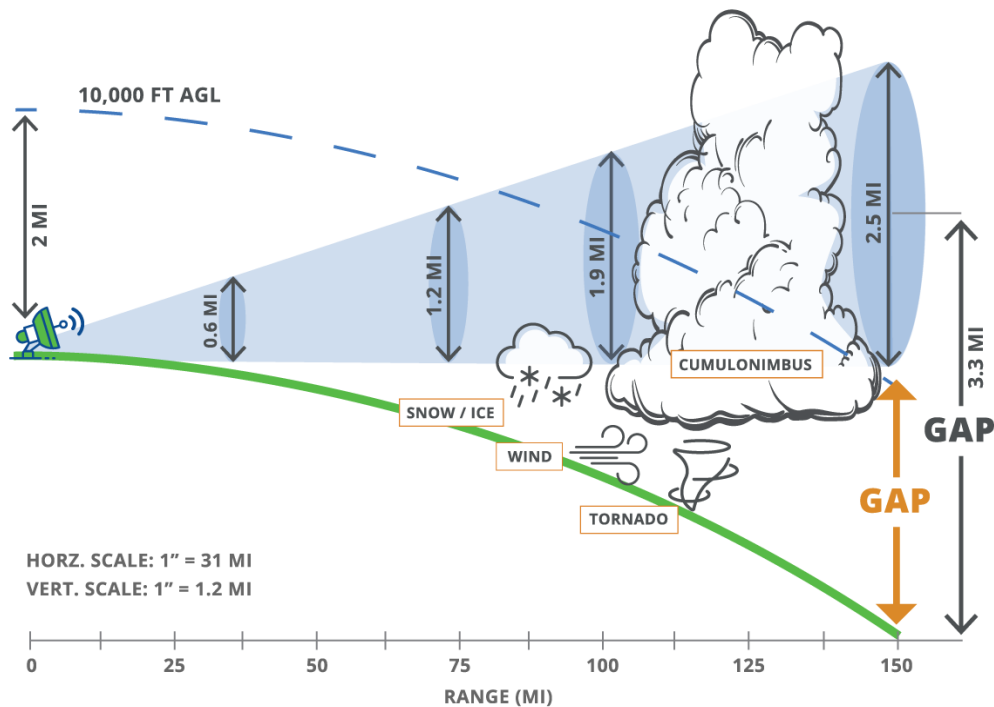 10,000 FT AGL
2 MI
0.6 MI
1.2 MI
1.9 MI
2.5 MI
3.3 MI
CUMULONIMBUS
SNOW / ICE
WIND
TORNADO
GAP
GAP
HORZ. SCALE: 1” = 31 MI
VERT. SCALE: 1” = 1.2 MI
0 25 50 75 100 125 150
RANGE (MI)